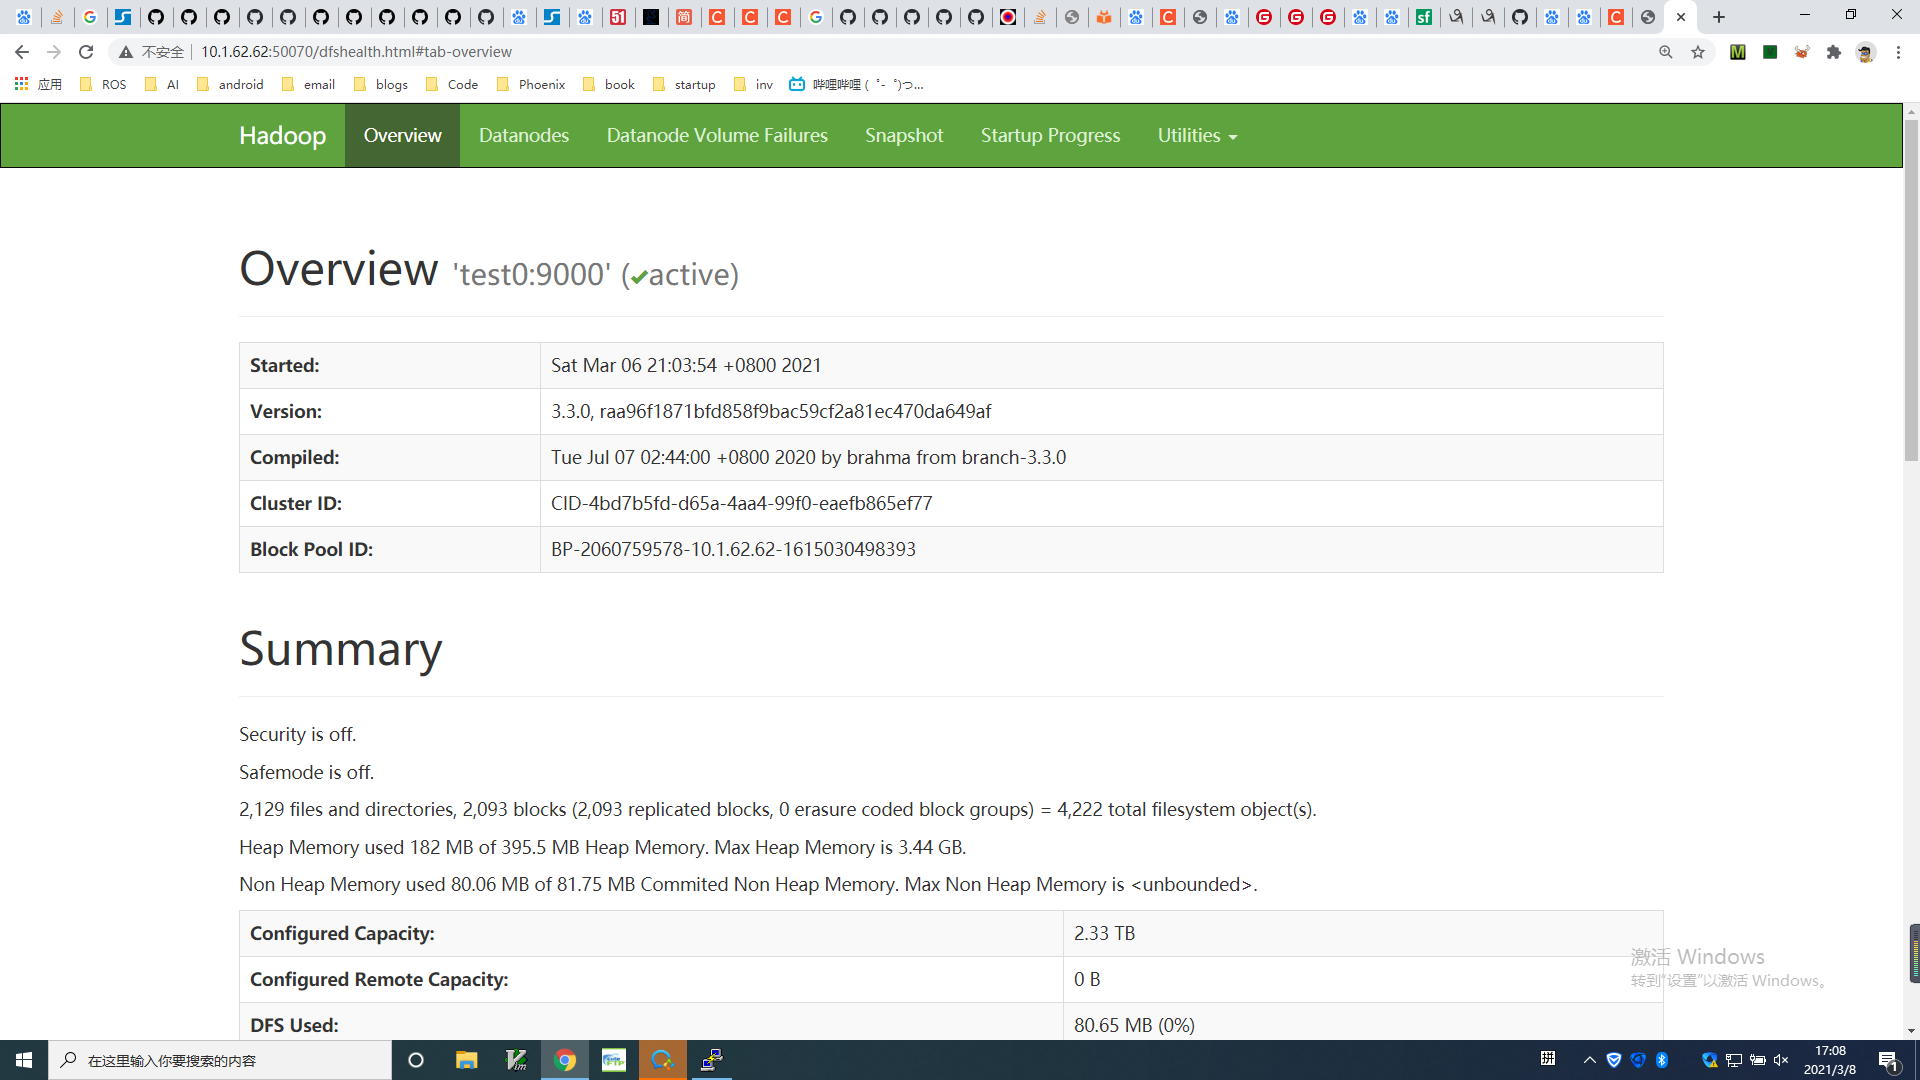 不安全 | 10.1.62.62:50070/dfshealth.html#tab-overview
应用 ROS AI android email blogs Code Phoenix book startup inv 哔哩哔哩 ( ゜- ゜)つ...
Hadoop Overview Datanodes Datanode Volume Failures Snapshot Startup Progress Utilities
Overview 'test0:9000' (✔active)
Started: Sat Mar 06 21:03:54 +0800 2021
Version: 3.3.0, raa96f1871bfd858f9bac59cf2a81ec470da649af
Compiled: Tue Jul 07 02:44:00 +0800 2020 by brahma from branch-3.3.0
Cluster ID: CID-4bd7b5fd-d65a-4aa4-99f0-eaefb865ef77
Block Pool ID: BP-2060759578-10.1.62.62-1615030498393
Summary
Security is off.
Safemode is off.
2,129 files and directories, 2,093 blocks (2,093 replicated blocks, 0 erasure coded block groups) = 4,222 total filesystem object(s).
Heap Memory used 182 MB of 395.5 MB Heap Memory. Max Heap Memory is 3.44 GB.
Non Heap Memory used 80.06 MB of 81.75 MB Commited Non Heap Memory. Max Non Heap Memory is <unbounded>.
Configured Capacity: 2.33 TB
Configured Remote Capacity: 0 B
DFS Used: 80.65 MB (0%)
激活 Windows
转到“设置”以激活 Windows。
在这里输入你要搜索的内容
拼
17:08
2021/3/8
1